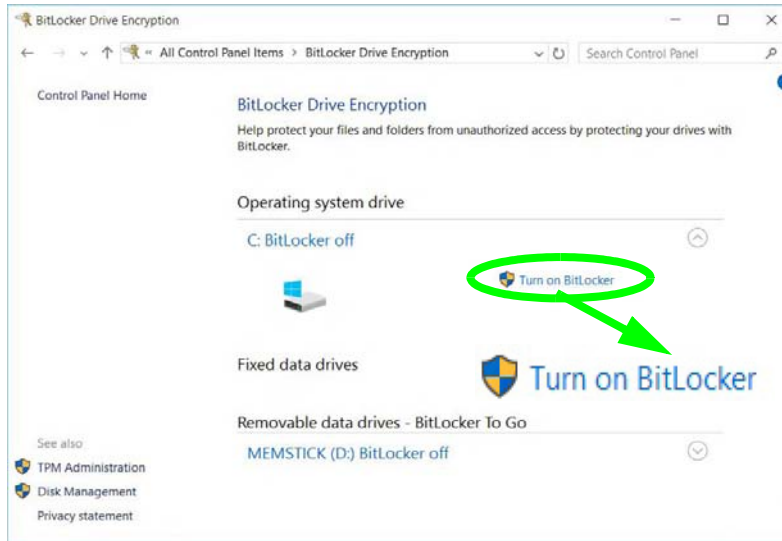 BitLocker Drive Encryption
« All Control Panel Items > BitLocker Drive Encryption
Search Control Panel
Control Panel Home
BitLocker Drive Encryption
Help protect your files and folders from unauthorized access by protecting your drives with
BitLocker.
Operating system drive
C: BitLocker off
Turn on BitLocker
Fixed data drives
Turn on BitLocker
Removable data drives - BitLocker To Go
MEMSTICK (D:) BitLocker off
See also
TPM Administration
Disk Management
Privacy statement